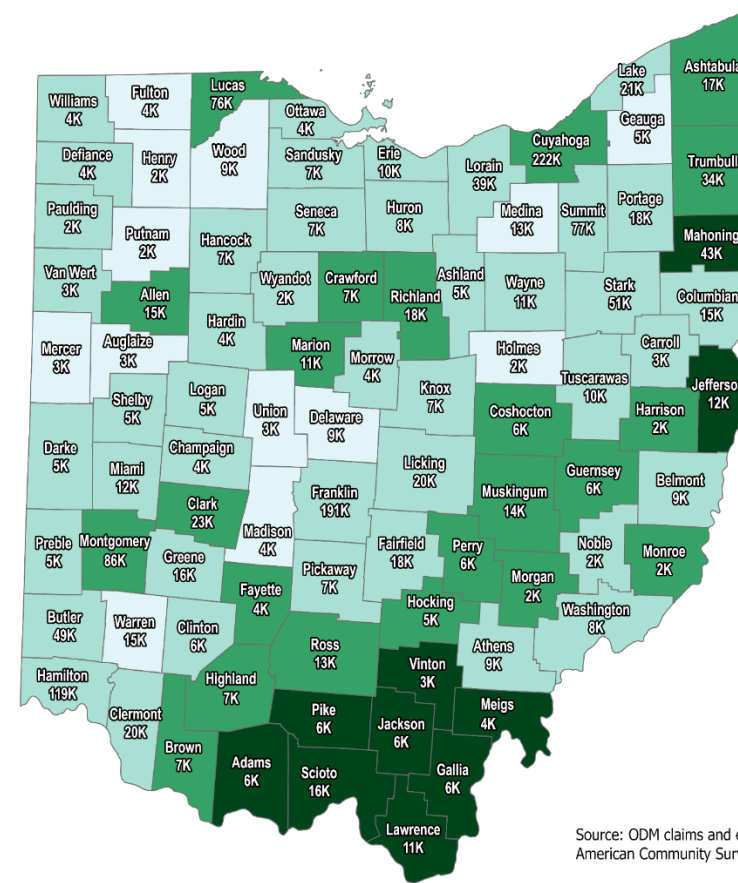 Williams
4K
Fulton
4K
Lucas
76K
Ottawa
4K
Lake
21K
Ashtabula
17K
Geauga
5K
Defiance
4K
Henry
2K
Wood
9K
Sandusky
7K
Erie
10K
Lorain
39K
Cuyahoga
222K
Trumbull
34K
Paulding
2K
Putnam
2K
Hancock
7K
Seneca
7K
Huron
8K
Medina
13K
Summit
77K
Portage
18K
Mahoning
43K
Van Wert
3K
Allen
15K
Wyandot
2K
Crawford
7K
Richland
18K
Ashland
5K
Wayne
11K
Stark
51K
Columbian
15K
Hardin
4K
Mercer
3K
Auglaize
3K
Marion
11K
Morrow
4K
Holmes
2K
Carroll
3K
Tuscarawas
10K
Jefferso
12K
Shelby
5K
Logan
5K
Union
3K
Delaware
9K
Knox
7K
Coshocton
6K
Harrison
2K
Darke
5K
Miami
12K
Champaign
4K
Licking
20K
Guernsey
6K
Belmont
9K
Clark
23K
Franklin
191K
Muskingum
14K
Madison
4K
Preble
5K
Montgomery
86K
Greene
16K
Pickaway
7K
Fairfield
18K
Perry
6K
Noble
2K
Monroe
2K
Morgan
2K
Fayette
4K
Butler
49K
Warren
15K
Clinton
6K
Hocking
5K
Washington
8K
Ross
13K
Athens
9K
Hamilton
119K
Vinton
3K
Highland
7K
Clermont
20K
Pike
6K
Jackson
6K
Meigs
4K
Brown
7K
Adams
6K
Scioto
16K
Gallia
6K
Lawrence
11K
Source: ODM claims and e
American Community Sur